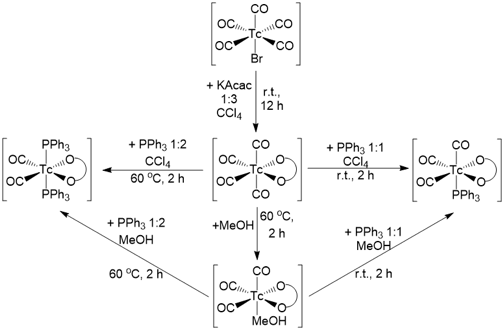 CO
OC CO
Tc
OC CO
Br
+ KAcac
1:3
CCl4
r.t.,
12 h
PPh3
OC O
Tc
OC O
PPh3
+ PPh3 1:2
CCl4
60 °C, 2 h
CO
OC O
Tc
OC O
CO
+ PPh3 1:1
CCl4
r.t., 2 h
CO
OC O
Tc
OC O
PPh3
+ PPh3 1:2
MeOH
60 °C, 2 h
+MeOH
60 °C,
2 h
+ PPh3 1:1
MeOH
r.t., 2 h
CO
OC O
Tc
OC O
MeOH